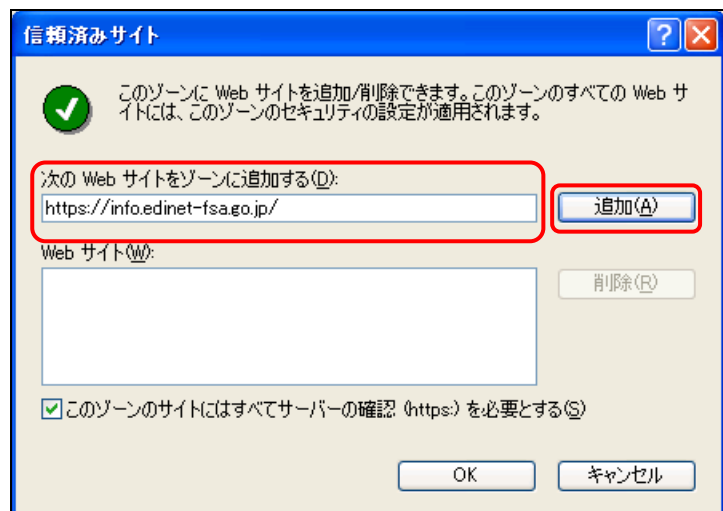 信頼済みサイト
このゾーンに Web サイトを追加/削除できます。このゾーンのすべての Web サ
イトには、このゾーンのセキュリティの設定が適用されます。
次の Web サイトをゾーンに追加する(D):
https://info.edinet-fsa.go.jp/
追加(A)
Web サイト(W):
削除(R)
このゾーンのサイトにはすべてサーバーの確認 (https:) を必要とする(S)
OK
キャンセル